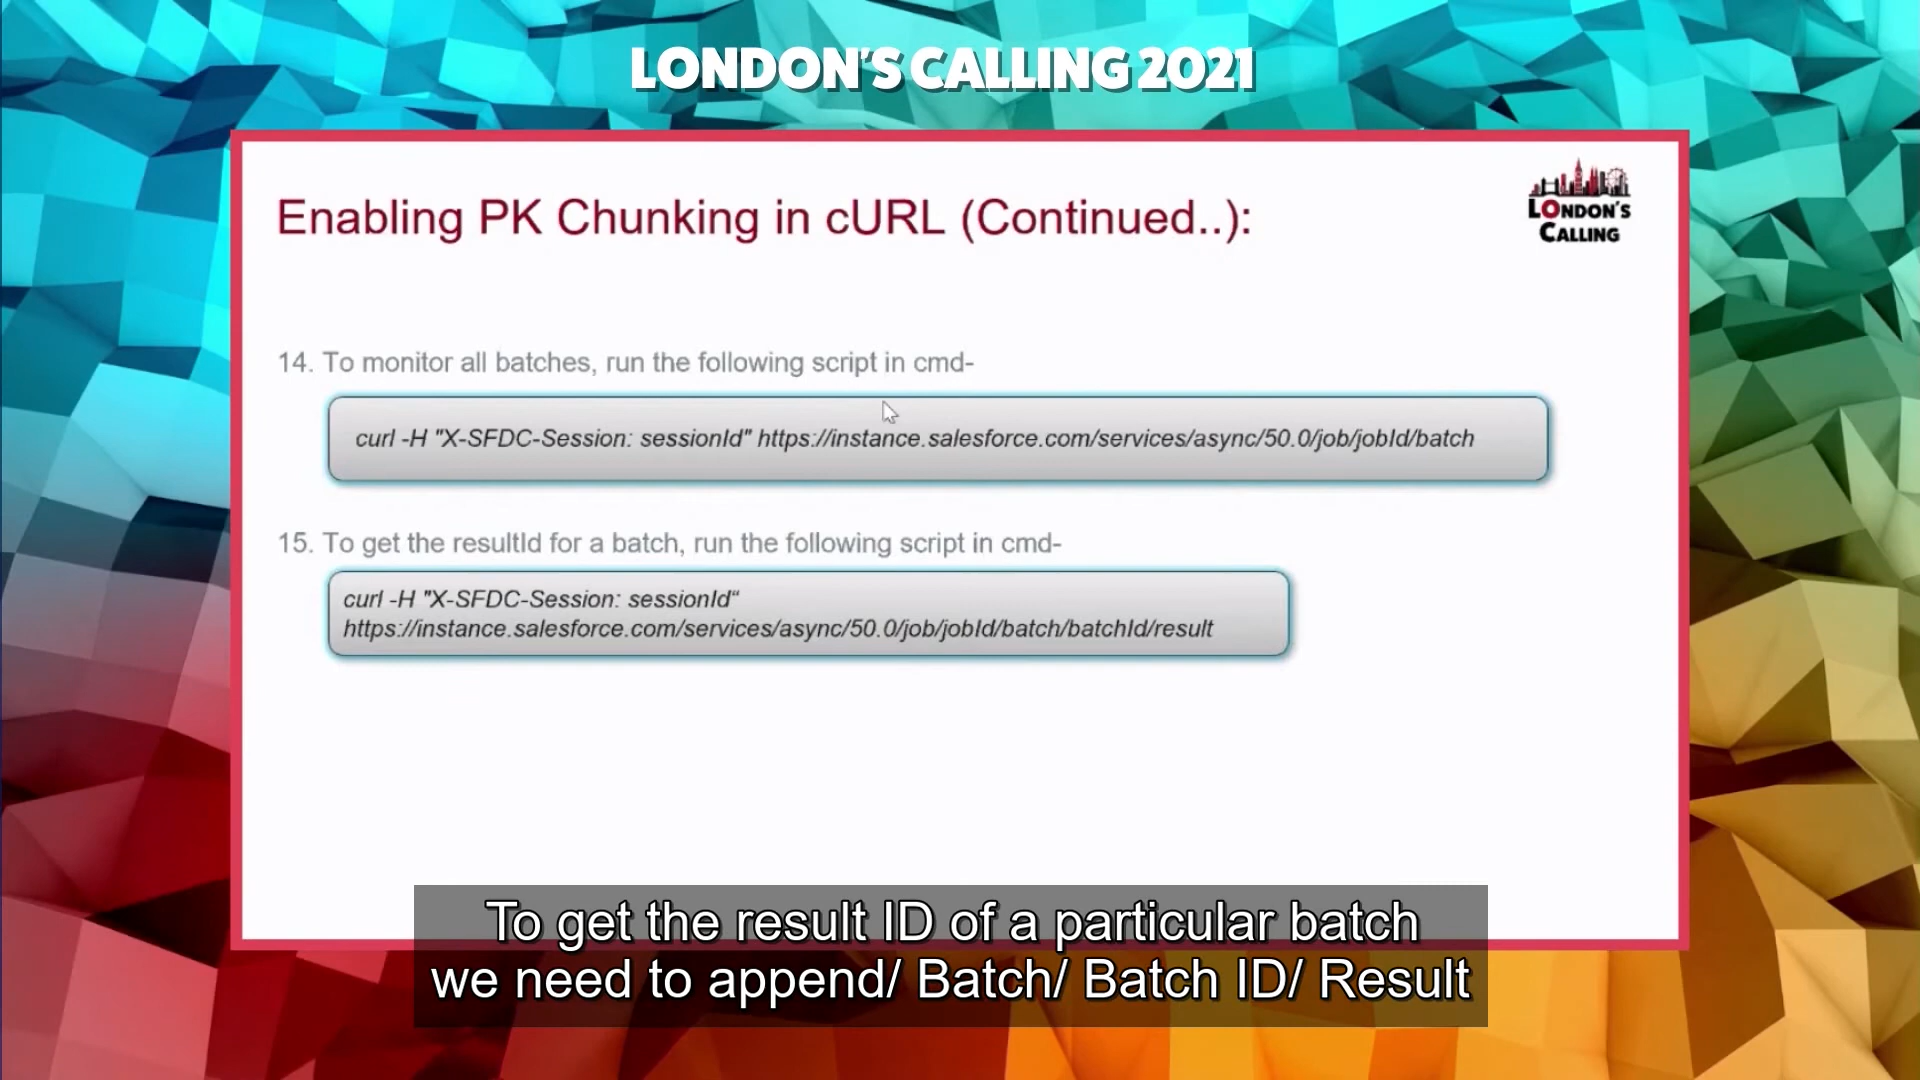 LONDON'S CALLING 2021
LONDON'S
CALLING
Enabling PK Chunking in cURL (Continued..):
14. To monitor all batches, run the following script in cmd-
curl -H "X-SFDC-Session: sessionId" https://instance.salesforce.com/services/async/50.0/job/jobId/batch
15. To get the resultId for a batch, run the following script in cmd-
curl -H "X-SFDC-Session: sessionId“
https://instance.salesforce.com/services/async/50.0/job/jobId/batch/batchId/result
To get the result ID of a particular batch
we need to append/ Batch/ Batch ID/ Result